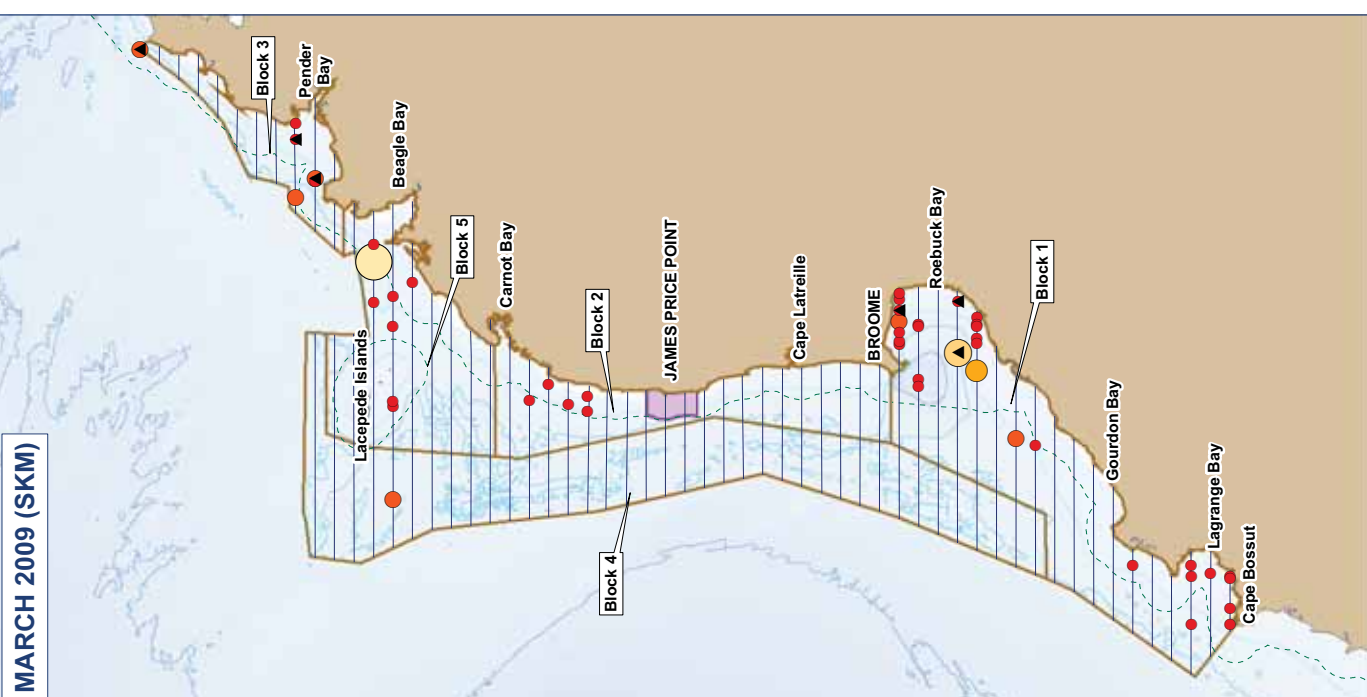 MARCH 2009 (SKM)
Block 3
Pender
Bay
Beagle Bay
Block 5
Lacepede Islands
Carnot Bay
Block 2
JAMES PRICE POINT
Cape Latreille
Block 4
BROOME
Roebuck Bay
Block 1
Gourdon Bay
Lagrange Bay
Cape Bossut